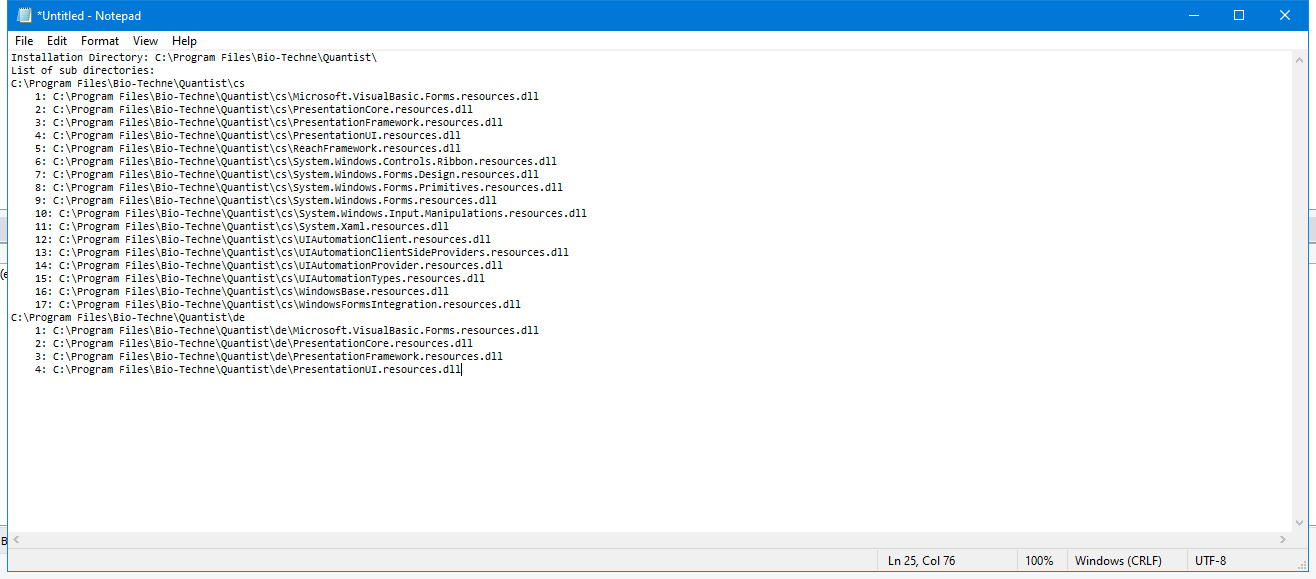 *Untitled - Notepad
File Edit Format View Help
Installation Directory: C:\Program Files\Bio-Techne\Quantist\
List of sub directories:
C:\Program Files\Bio-Techne\Quantist\cs
1: C:\Program Files\Bio-Techne\Quantist\cs\Microsoft.VisualBasic.Forms.resources.dll
2: C:\Program Files\Bio-Techne\Quantist\cs\PresentationCore.resources.dll
3: C:\Program Files\Bio-Techne\Quantist\cs\PresentationFramework.resources.dll
4: C:\Program Files\Bio-Techne\Quantist\cs\PresentationUI.resources.dll
5: C:\Program Files\Bio-Techne\Quantist\cs\ReachFramework.resources.dll
6: C:\Program Files\Bio-Techne\Quantist\cs\System.Windows.Controls.Ribbon.resources.dll
7: C:\Program Files\Bio-Techne\Quantist\cs\System.Windows.Forms.Design.resources.dll
8: C:\Program Files\Bio-Techne\Quantist\cs\System.Windows.Forms.Primitives.resources.dll
9: C:\Program Files\Bio-Techne\Quantist\cs\System.Windows.Forms.resources.dll
10: C:\Program Files\Bio-Techne\Quantist\cs\System.Windows.Input.Manipulations.resources.dll
11: C:\Program Files\Bio-Techne\Quantist\cs\System.Xaml.resources.dll
12: C:\Program Files\Bio-Techne\Quantist\cs\UIAutomationClient.resources.dll
13: C:\Program Files\Bio-Techne\Quantist\cs\UIAutomationClientSideProviders.resources.dll
14: C:\Program Files\Bio-Techne\Quantist\cs\UIAutomationProvider.resources.dll
15: C:\Program Files\Bio-Techne\Quantist\cs\UIAutomationTypes.resources.dll
16: C:\Program Files\Bio-Techne\Quantist\cs\WindowsBase.resources.dll
17: C:\Program Files\Bio-Techne\Quantist\cs\WindowsFormsIntegration.resources.dll
C:\Program Files\Bio-Techne\Quantist\de
1: C:\Program Files\Bio-Techne\Quantist\de\Microsoft.VisualBasic.Forms.resources.dll
2: C:\Program Files\Bio-Techne\Quantist\de\PresentationCore.resources.dll
3: C:\Program Files\Bio-Techne\Quantist\de\PresentationFramework.resources.dll
4: C:\Program Files\Bio-Techne\Quantist\de\PresentationUI.resources.dll
Ln 25, Col 76 100% Windows (CRLF) UTF-8